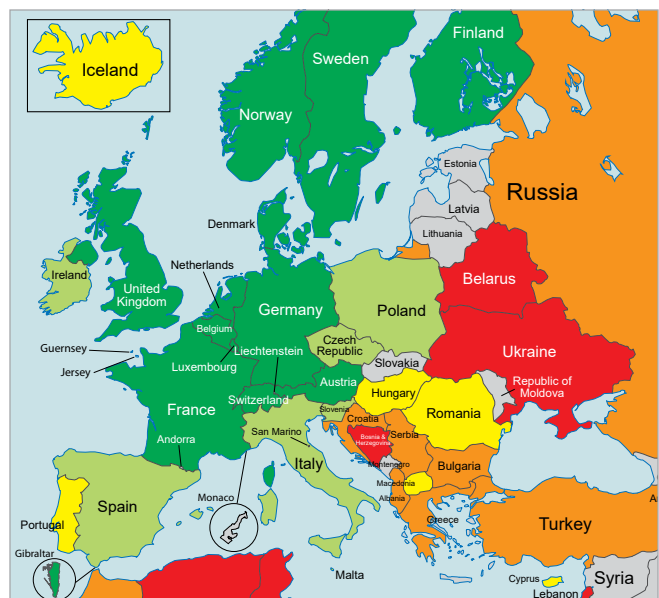 Iceland
Finland
Sweden
Norway
Estonia
Russia
Latvia
Denmark
Lithuania
Netherlands
Ireland
Belarus
United
Kingdom
Germany
Poland
Belgium
Guernsey
Liechtenstein
Czech
Republic
Ukraine
Jersey
Luxembourg
Slovakia
Austria
Republic of
Moldova
Hungary
Switzerland
France
Romania
Slovenia
Croatia
San Marino
Bosnia &
Herzegovina
Serbia
Andorra
Italy
Montenegro
Bulgaria
Macedonia
Monaco
Albania
A
Spain
Portugal
Greece
Turkey
Gibraltar
Malta
Cyprus
Syria
Lebanon